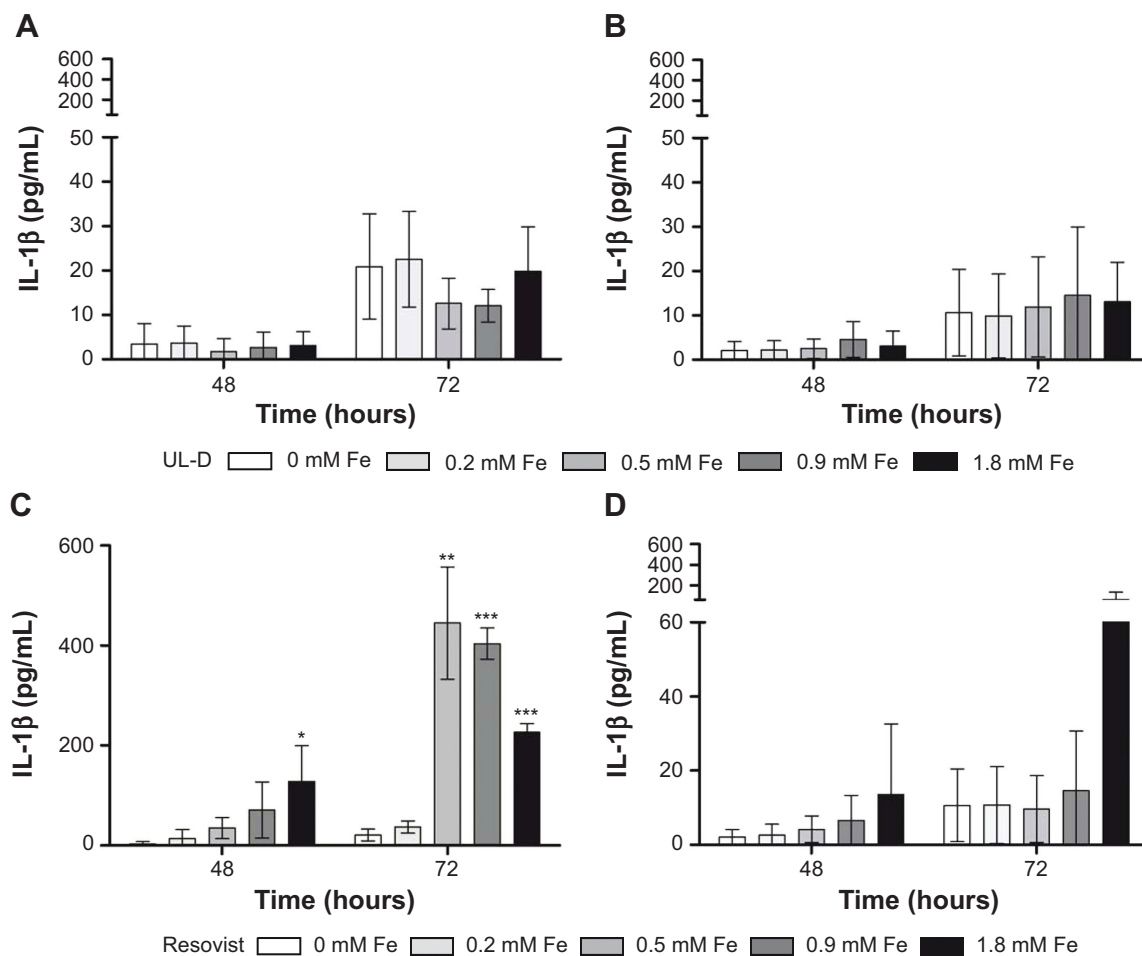 A
600
400
200
50
40
30
20
10
0
IL-1β (pg/mL)
48
72
Time (hours)
B
600
400
200
50
40
30
20
10
0
IL-1β (pg/mL)
48
72
Time (hours)
UL-D 0 mM Fe 0.2 mM Fe 0.5 mM Fe 0.9 mM Fe 1.8 mM Fe
C
600
400
200
0
IL-1β (pg/mL)
*
**
***
***
48
72
Time (hours)
D
600
400
200
60
40
20
0
IL-1β (pg/mL)
48
72
Time (hours)
Resovist 0 mM Fe 0.2 mM Fe 0.5 mM Fe 0.9 mM Fe 1.8 mM Fe